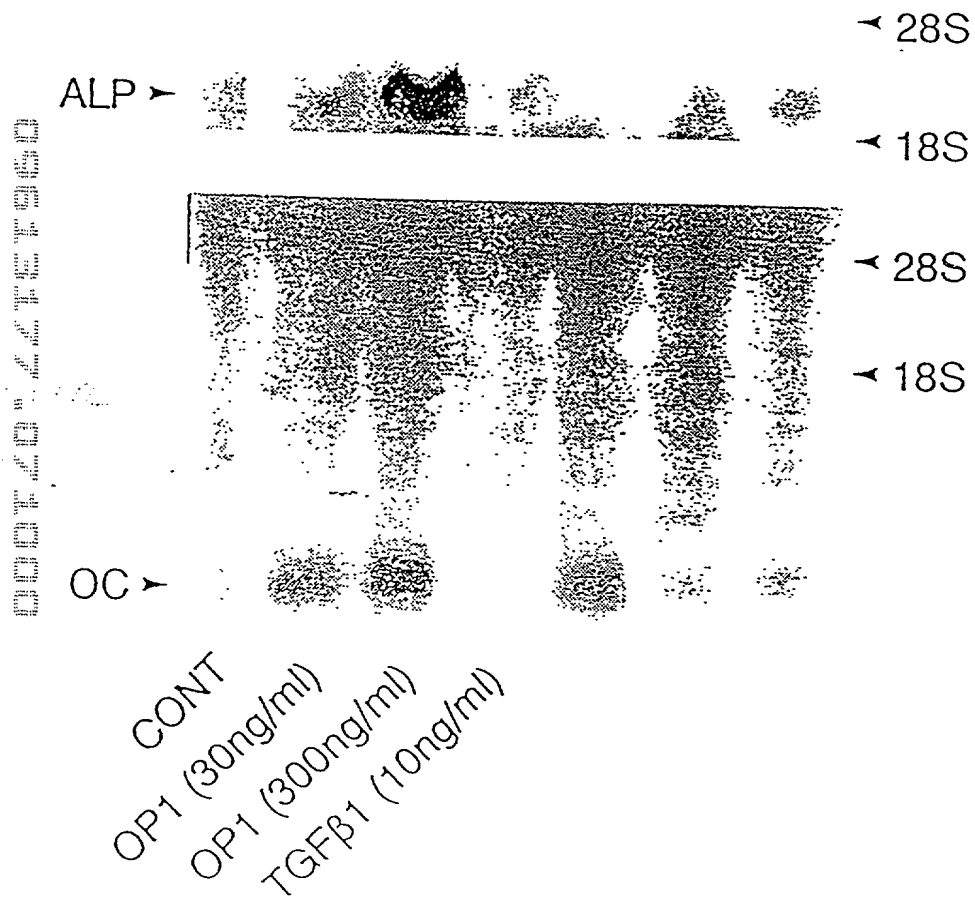 28S
ALP
18S
28S
18S
OC
CONT
OP1 (30ng/ml)
OP1 (300ng/ml)
TGFβ1 (10ng/ml)